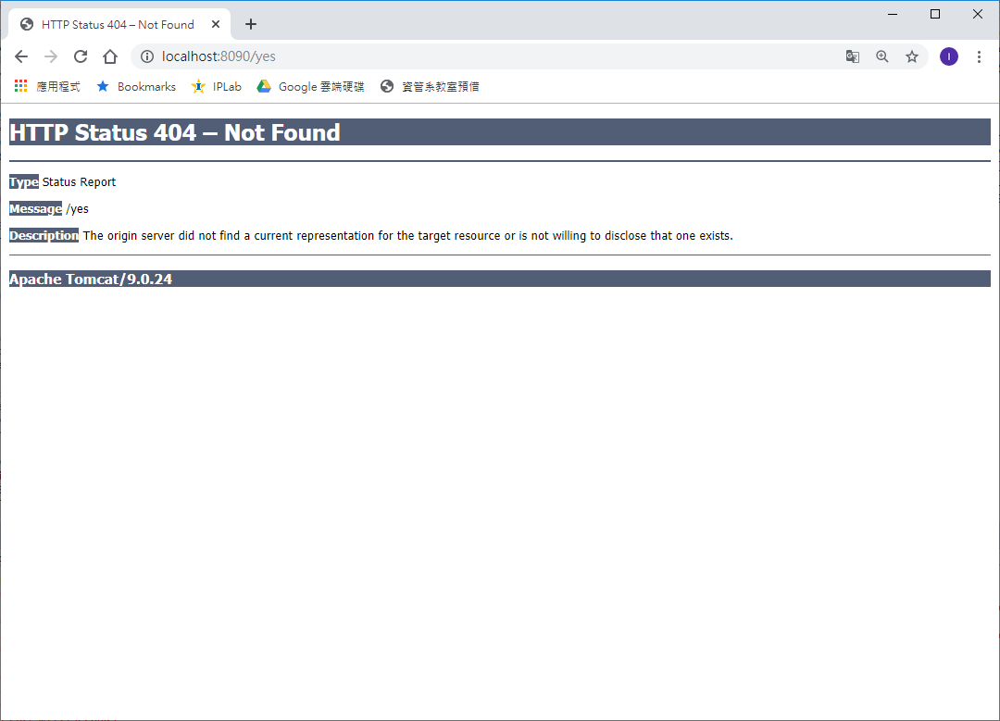 HTTP Status 404 – Not Found
localhost:8090/yes
應用程式 Bookmarks IPLab Google 雲端硬碟 資管系教室預借
HTTP Status 404 – Not Found
Type Status Report
Message /yes
Description The origin server did not find a current representation for the target resource or is not willing to disclose that one exists.
Apache Tomcat/9.0.24